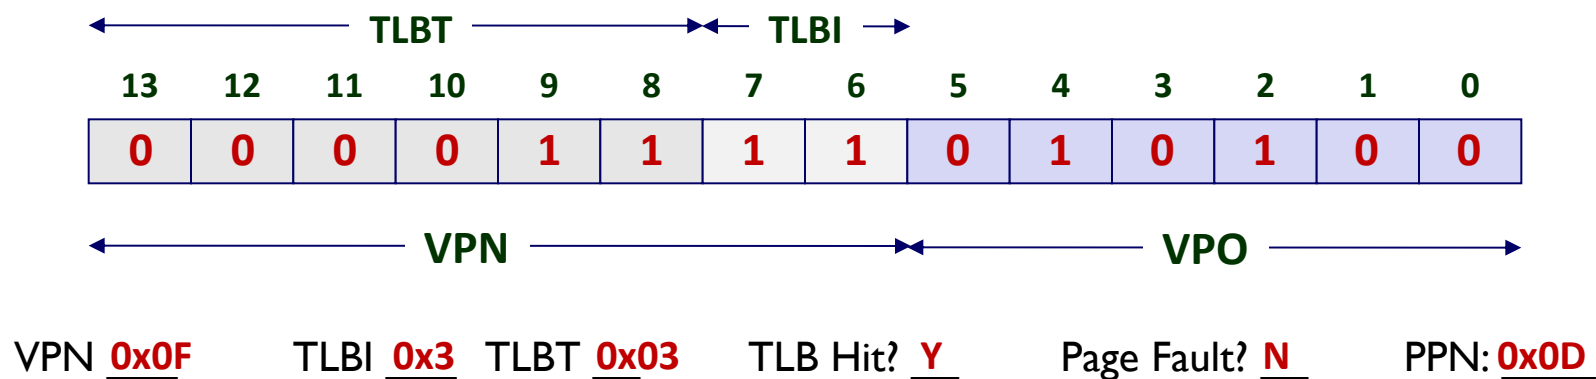 TLBT TLBI
13 12 11 10 9 8 7 6 5 4 3 2 1 0
0 0 0 0 1 1 1 1 0 1 0 1 0 0
VPN VPO
VPN 0x0F TLBI 0x3 TLBT 0x03 TLB Hit? Y Page Fault? N PPN: 0x0D